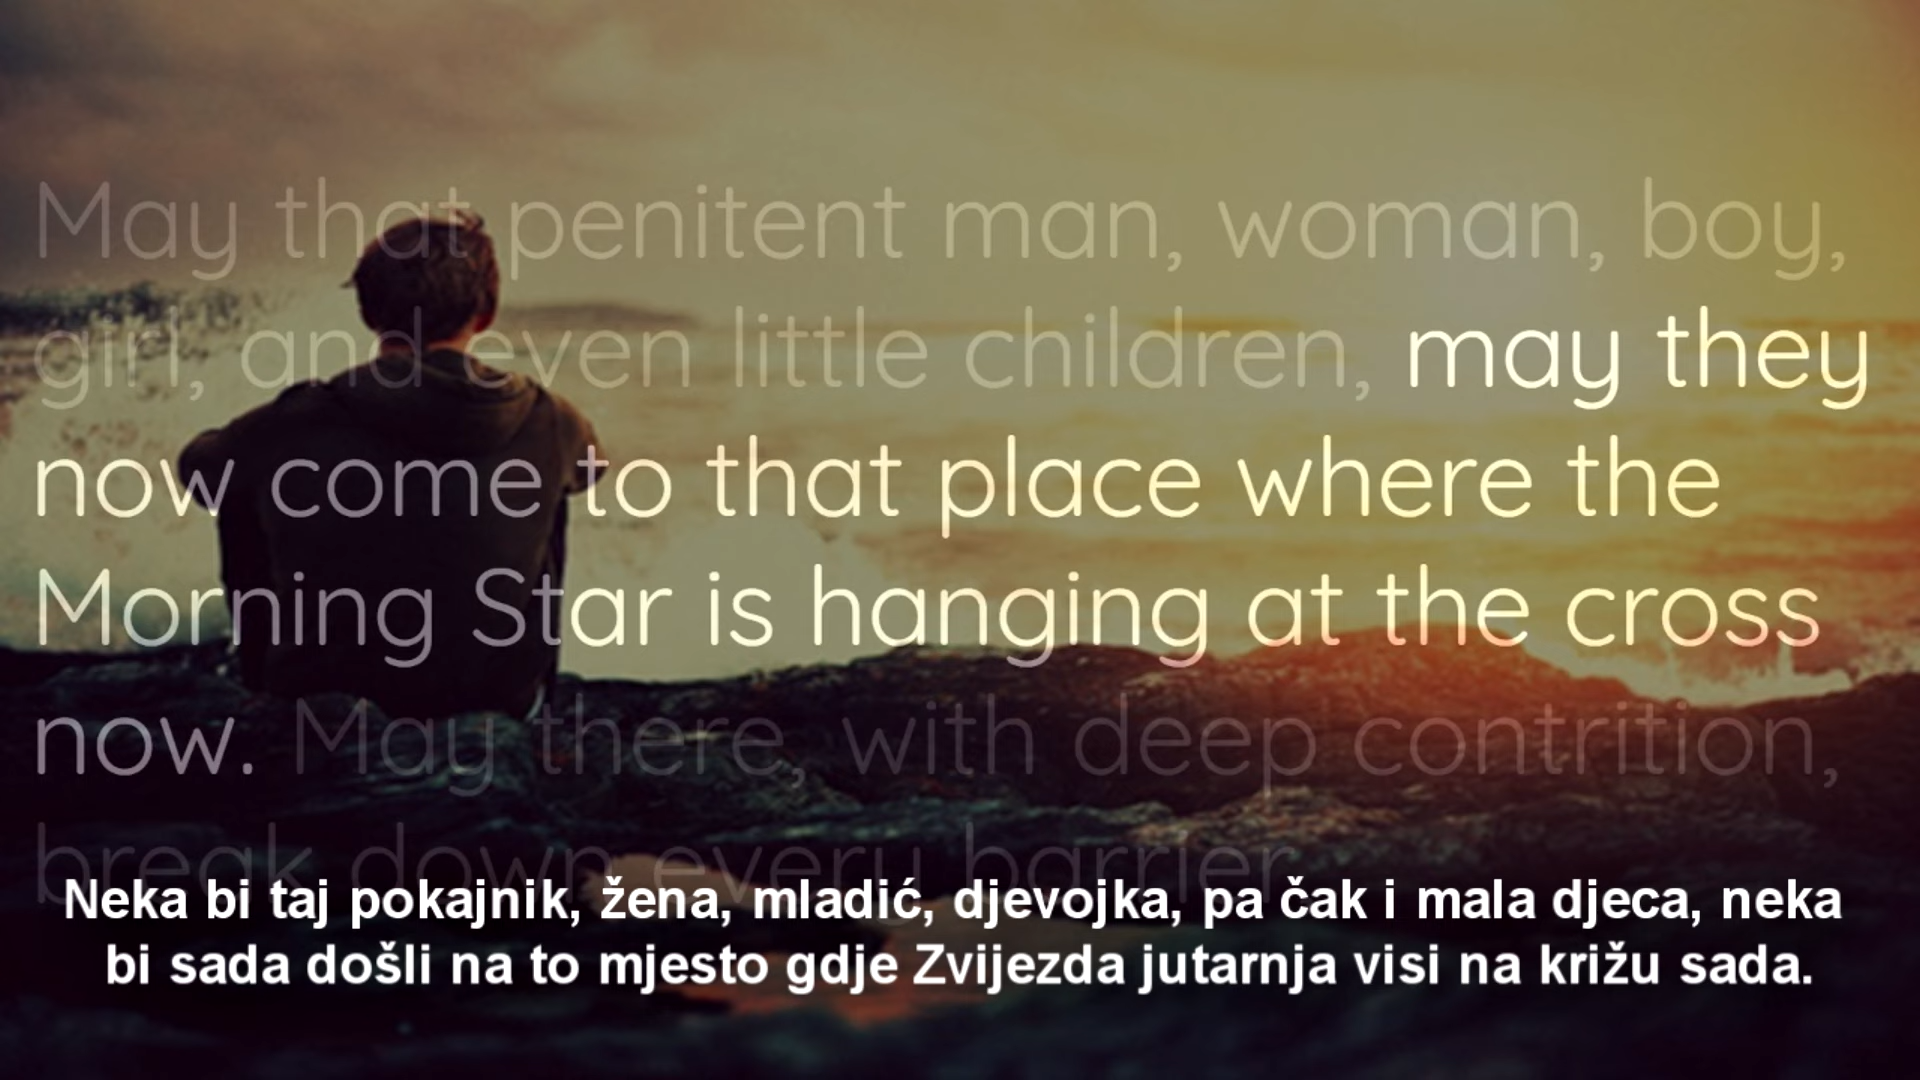 May that penitent man, woman, boy,
girl, and even little children, may they
now come to that place where the
Morning Star is hanging at the cross
now. May there, with deep contrition,
break down every barrier
Neka bi taj pokajnik, žena, mladić, djevojka, pa čak i mala djeca, neka
bi sada došli na to mjesto gdje Zvijezda jutarnja visi na križu sada.